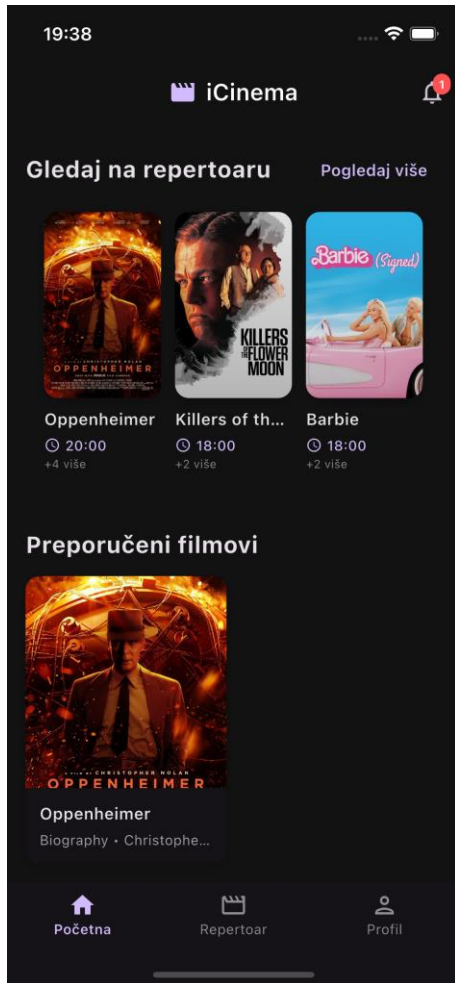 19:38
iCinema
1
Gledaj na repertoaru
Pogledaj više
OPPENHEIMER
KILLERS
OF THE FLOWER
MOON
Barbie (Signed)
Oppenheimer
Killers of th...
Barbie
20:00
18:00
18:00
+4 više
+2 više
+2 više
Preporučeni filmovi
A FILM BY CHRISTOPHER NOLAN
OPPENHEIMER
Oppenheimer
Biography • Christophe...
Početna
Repertoar
Profil